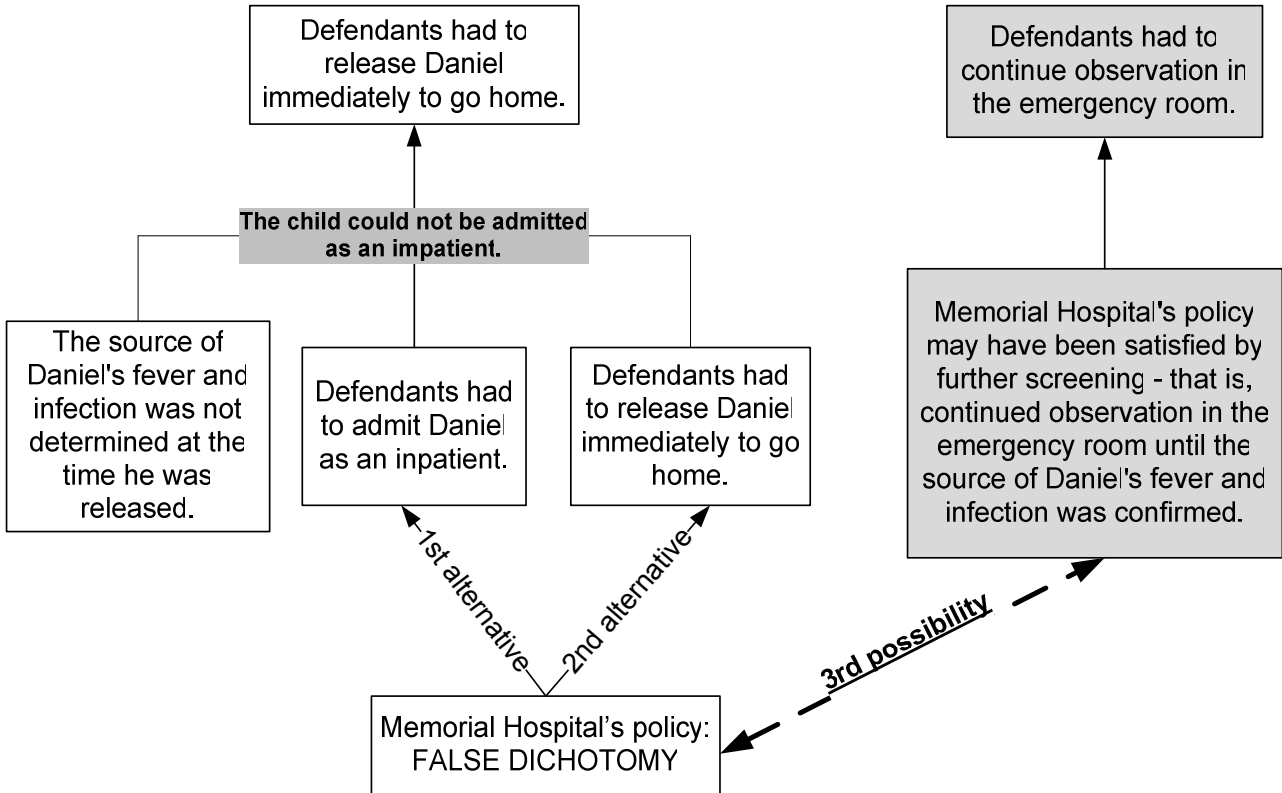 Defendants had to
release Daniel
immediately to go home.
Defendants had to
continue observation in
the emergency room.
The child could not be admitted
as an impatient.
The source of
Daniel's fever and
infection was not
determined at the
time he was
released.
Defendants had
to admit Daniel
as an inpatient.
Defendants had
to release Daniel
immediately to go
home.
Memorial Hospital's policy
may have been satisfied by
further screening - that is,
continued observation in the
emergency room until the
source of Daniel's fever and
infection was confirmed.
1st alternative
2nd alternative
3rd possibility
Memorial Hospital’s policy:
FALSE DICHOTOMY